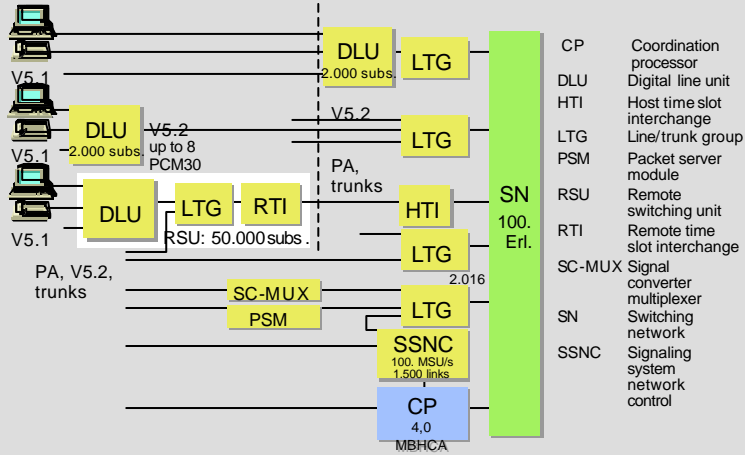 DLU
2.000 subs.
LTG
V5.1
V5.2
DLU
2.000 subs.
V5.2
up to 8
PCM30
LTG
V5.1
PA,
trunks
DLU
LTG
RTI
HTI
SN
100.
Erl.
V5.1
RSU: 50.000 subs.
LTG
PA, V5.2,
trunks
2.016
SC-MUX
LTG
PSM
SSNC
100. MSU/s
1.500 links
CP
4,0
MBHCA
CP Coordination
processor
DLU Digital line unit
HTI Host time slot
interchange
LTG Line/trunk group
PSM Packet server
module
RSU Remote
switching unit
RTI Remote time
slot interchange
SC-MUX Signal
converter
multiplexer
SN Switching
network
SSNC Signaling
system
network
control